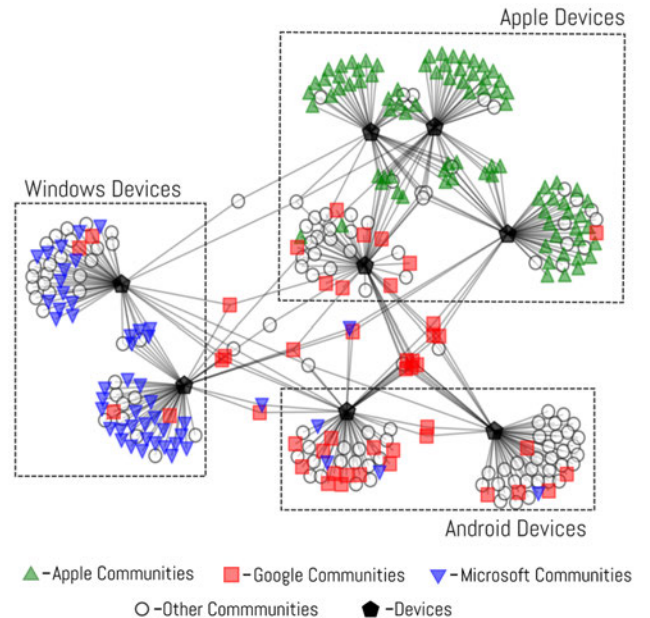 Apple Devices
Windows Devices
Android Devices
-Apple Communities
-Google Communities
-Microsoft Communities
-Other Commmunities
-Devices